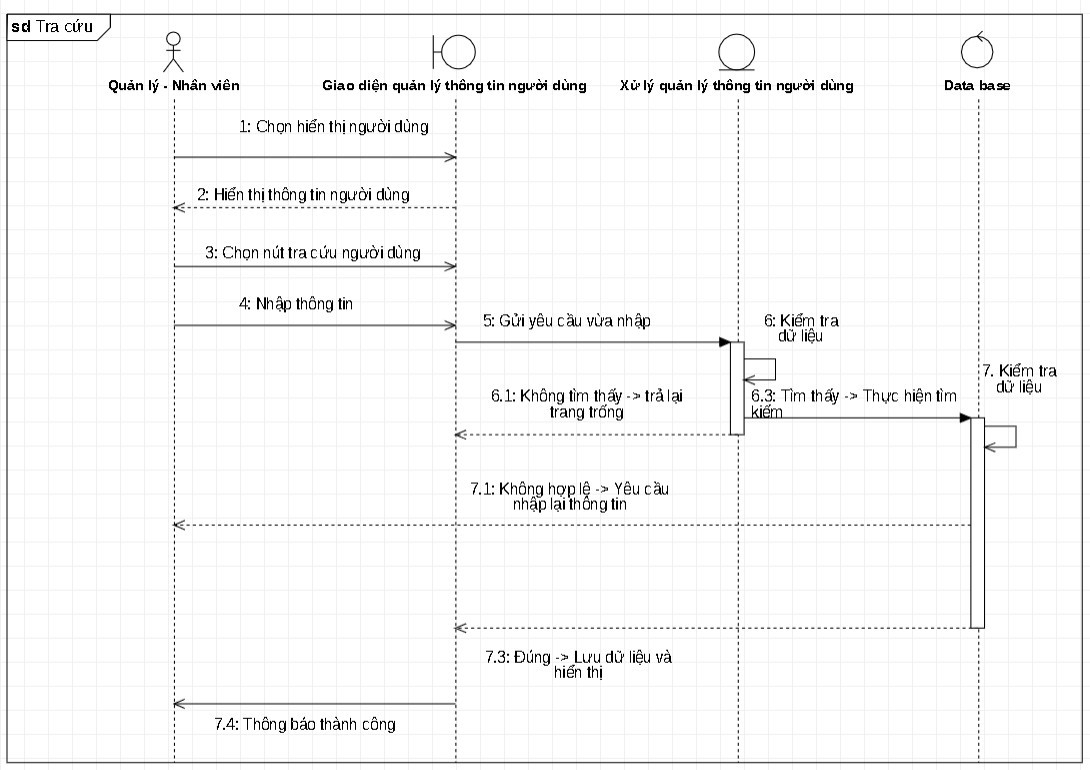 sd Tra cứu
Quản lý - Nhân viên
Giao diện quản lý thông tin người dùng
Xử lý quản lý thông tin người dùng
Data base
1: Chọn hiển thị người dùng
2: Hiển thị thông tin người dùng
3: Chọn nút tra cứu người dùng
4: Nhập thông tin
5: Gửi yêu cầu vừa nhập
6: Kiểm tra
dữ liệu
7. Kiểm tra
dữ liệu
6.1: Không tìm thấy -> trả lại
trang trống
6.3: Tìm thấy -> Thực hiện tìm
kiếm
7.1: Không hợp lệ -> Yêu cầu
nhập lại thông tin
7.3: Đúng -> Lưu dữ liệu và
hiển thị
7.4: Thông báo thành công